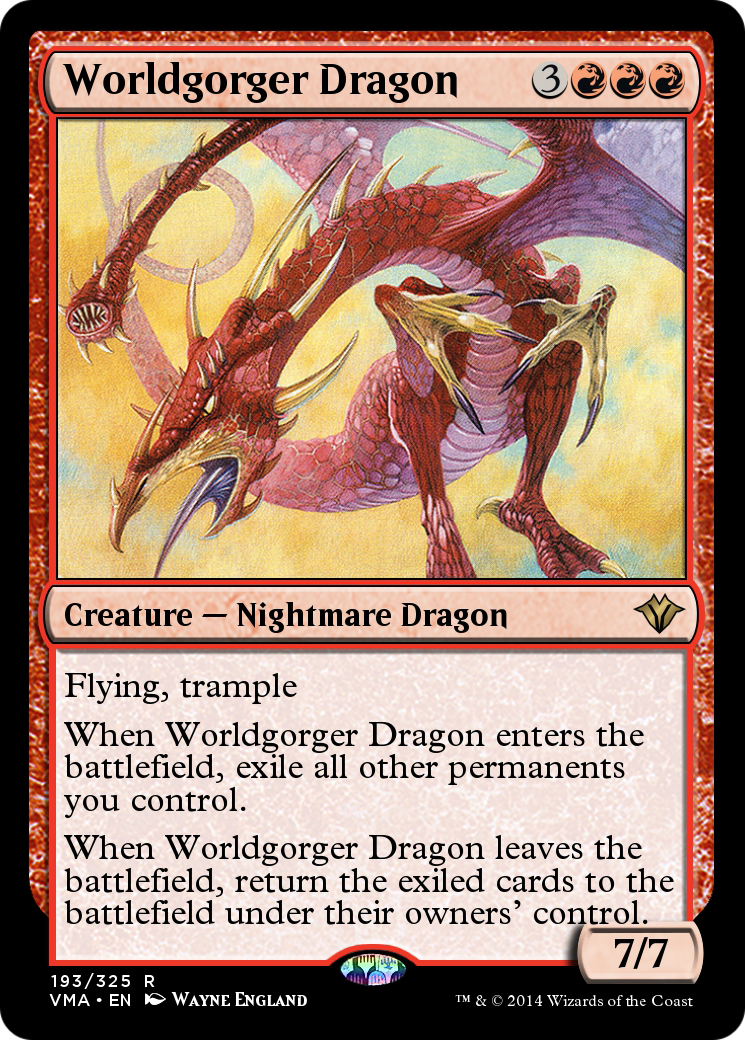 Worldgorger Dragon 3
Creature — Nightmare Dragon
Flying, trample
When Worldgorger Dragon enters the
battlefield, exile all other permanents
you control.
When Worldgorger Dragon leaves the
battlefield, return the exiled cards to the
battlefield under their owners’ control.
7/7
193/325 R
VMA • EN Wayne England
™ & © 2014 Wizards of the Coast